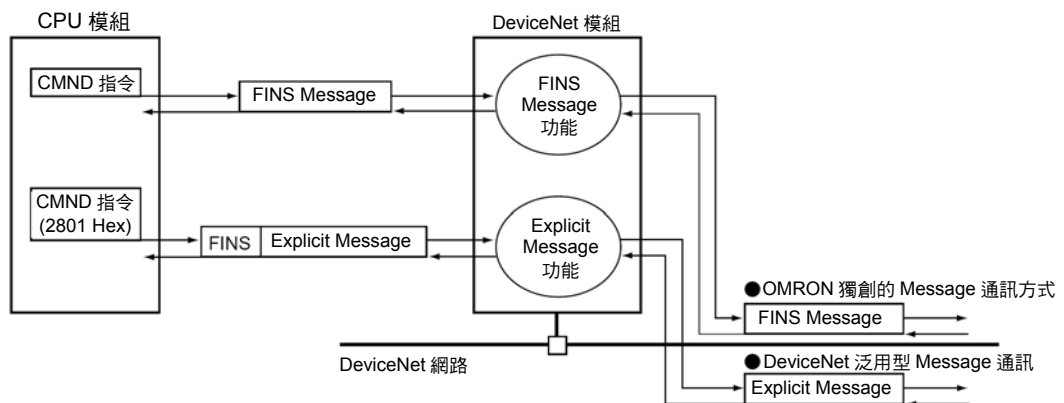 CPU 模組
DeviceNet 模組
CMND 指令
FINS Message
FINS
Message
功能
CMND 指令
(2801 Hex)
FINS
Explicit Message
Explicit
Message
功能
●OMRON 獨創的 Message 通訊方式
FINS Message
DeviceNet 網路
●DeviceNet 泛用型 Message 通訊
Explicit Message